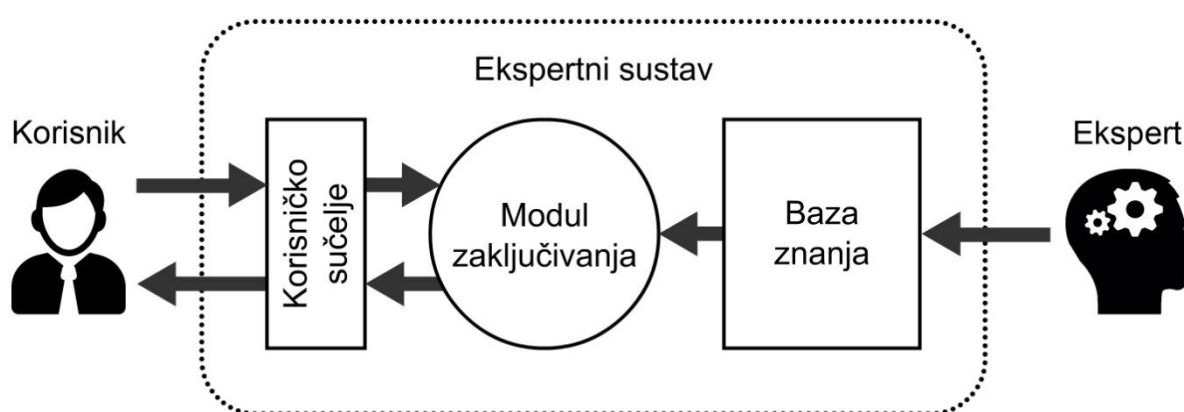 Ekspertni sustav
Korisnik
Korisničko
sučelje
Modul
zaključivanja
Baza
znanja
Ekspert